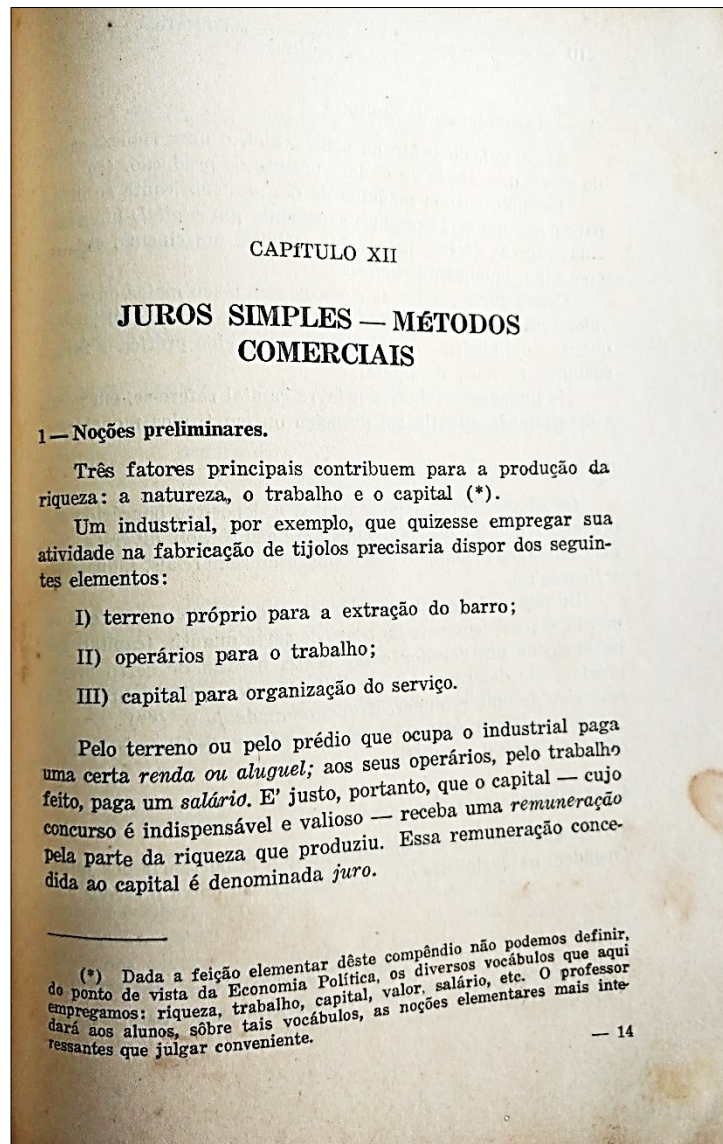 CAPÍTULO XII
JUROS SIMPLES — MÉTODOS
COMERCIAIS
1 — Noções preliminares.
Três fatores principais contribuem para a produção da
riqueza: a natureza, o trabalho e o capital (*).
Um industrial, por exemplo, que quizesse empregar sua
atividade na fabricação de tijolos precisaria dispor dos seguin-
tes elementos:
I) terreno próprio para a extração do barro;
II) operários para o trabalho;
III) capital para organização do serviço.
Pelo terreno ou pelo prédio que ocupa o industrial paga
uma certa renda ou aluguel; aos seus operários, pelo trabalho
feito, paga um salário. E' justo, portanto, que o capital — cujo
concurso é indispensável e valioso — receba uma remuneração
pela parte da riqueza que produziu. Essa remuneração conce-
dida ao capital é denominada juro.
(*) Dada a feição elementar dêste compêndio não podemos definir,
do ponto de vista da Economia Política, os diversos vocábulos que aqui
empregamos: riqueza, trabalho, capital, valor, salário, etc. O professor
dará aos alunos, sôbre tais vocábulos, as noções elementares mais inte-
ressantes que julgar conveniente.
— 14